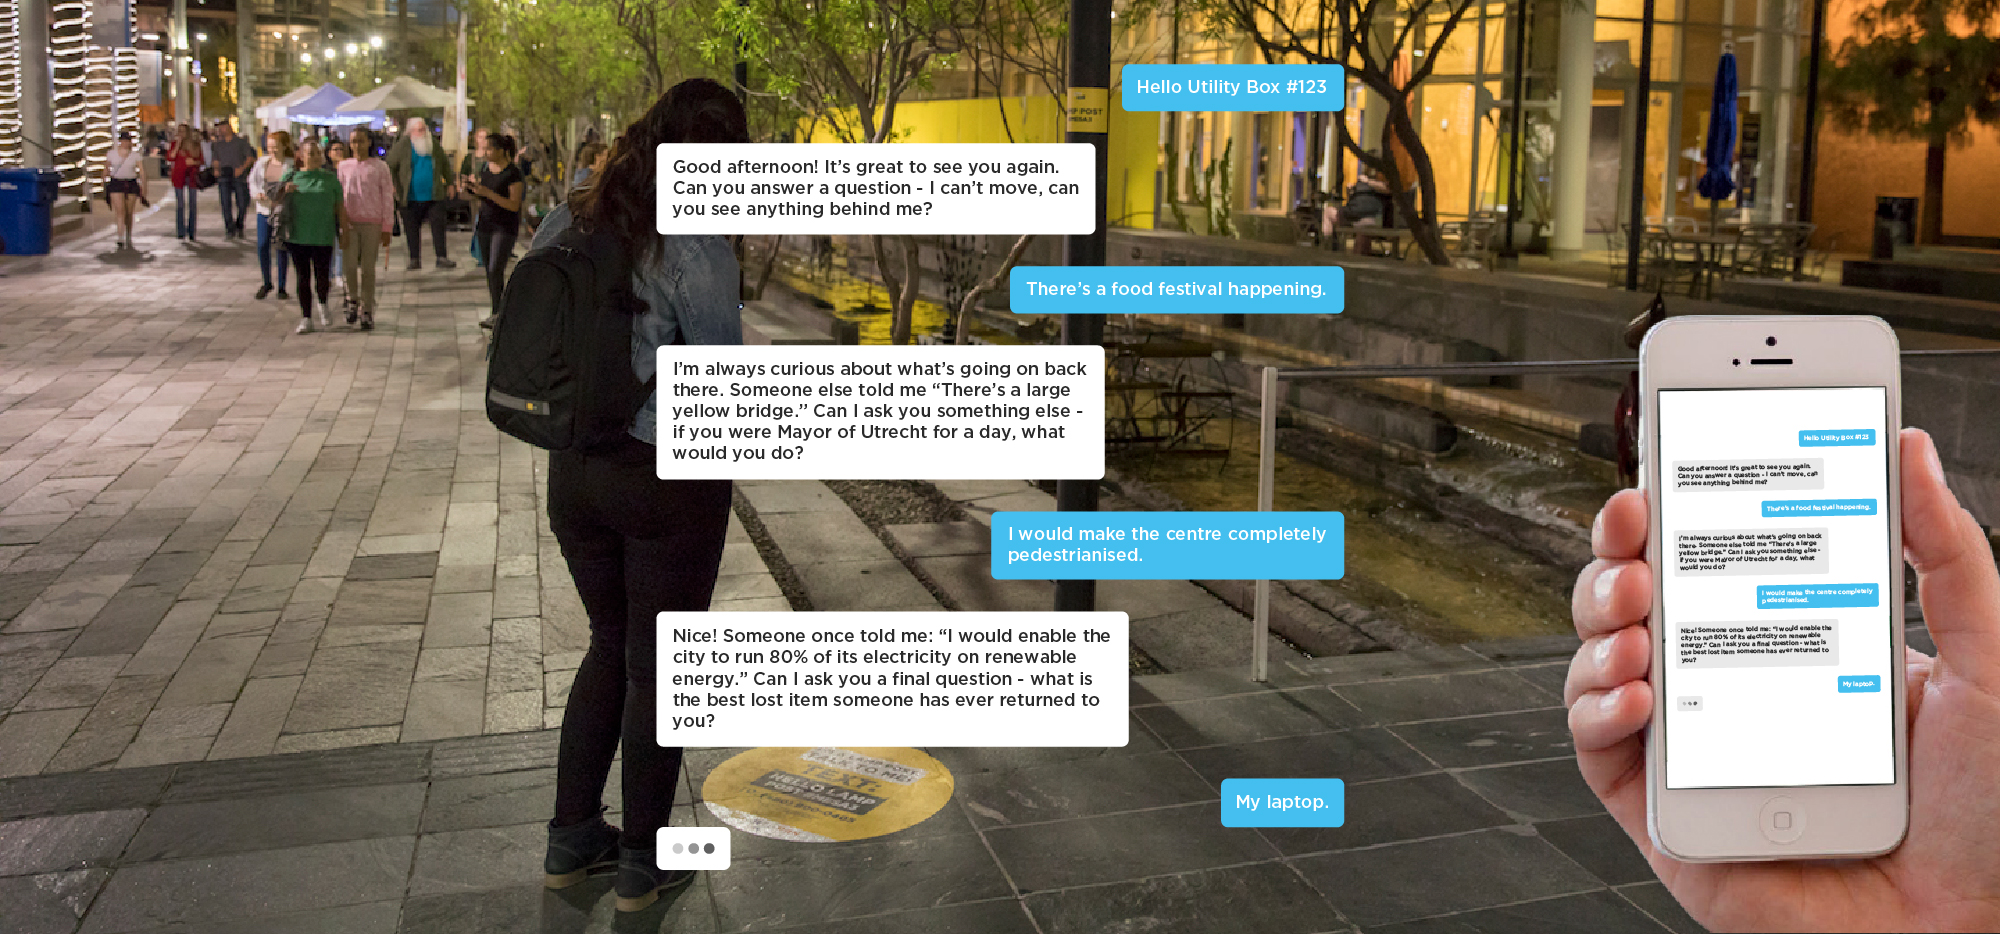 Hello Utility Box #123
Good afternoon! It’s great to see you again.
Can you answer a question - I can’t move, can
you see anything behind me?
There’s a food festival happening.
I’m always curious about what’s going on back
there. Someone else told me “There’s a large
yellow bridge.” Can I ask you something else -
if you were Mayor of Utrecht for a day, what
would you do?
I would make the centre completely
pedestrianised.
Nice! Someone once told me: “I would enable the
city to run 80% of its electricity on renewable
energy.” Can I ask you a final question - what is
the best lost item someone has ever returned to
you?
My laptop.
POST
TALK TO ME!
TEXT:
HELLO LAMP
POST
Hello Utility Box #123
Good afternoon! It’s great to see you again.
Can you answer a question - I can’t move, can
you see anything behind me?
There’s a food festival happening.
I’m always curious about what’s going on back
there. Someone else told me “There’s a large
yellow bridge.” Can I ask you something else -
if you were Mayor of Utrecht for a day, what
would you do?
I would make the centre completely
pedestrianised.
Nice! Someone once told me: “I would enable the
city to run 80% of its electricity on renewable
energy.” Can I ask you a final question - what is
the best lost item someone has ever returned to
you?
My laptop.